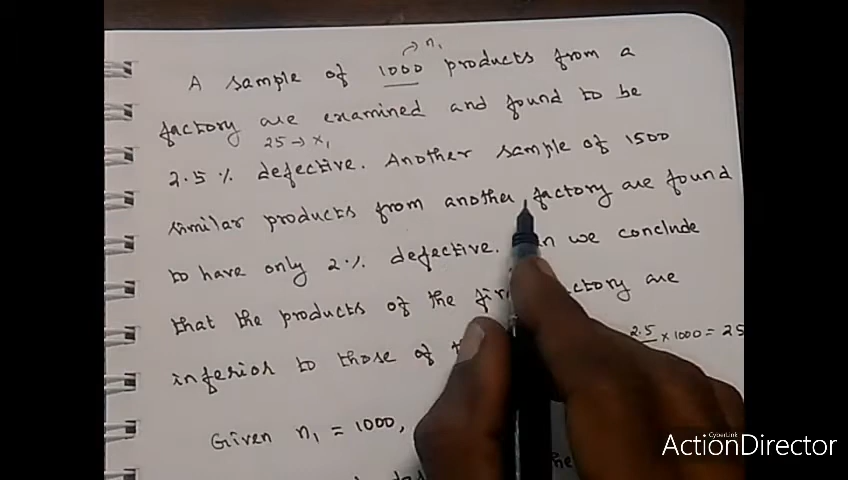 n₁
A sample of 1000 products from a
factory are examined and found to be
25 → x₁
2.5 % defective. Another sample of 1500
similar products from another factory are found
to have only 2 % defective. we conclude
that the products of the are
inferior to those of
2.5 × 1000 = 25
Given n₁ = 1000,
CyberLink
ActionDirector